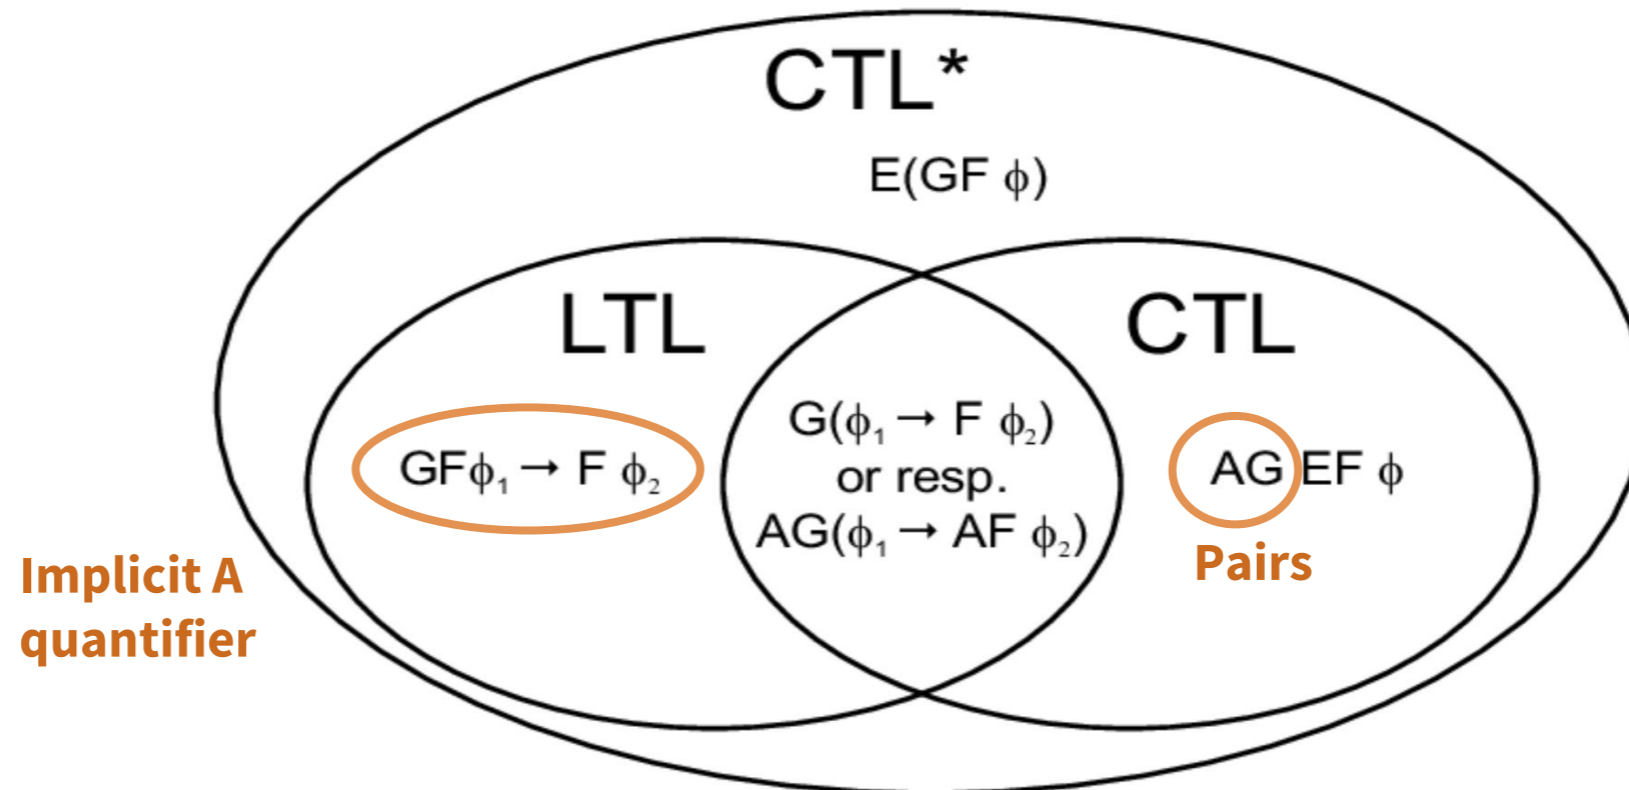 CTL*
E(GF ϕ)
LTL
CTL
GFϕ₁ → F ϕ₂
G(ϕ₁ → F ϕ₂)
or resp.
AG(ϕ₁ → AF ϕ₂)
AG EF ϕ
Pairs
Implicit A
quantifier